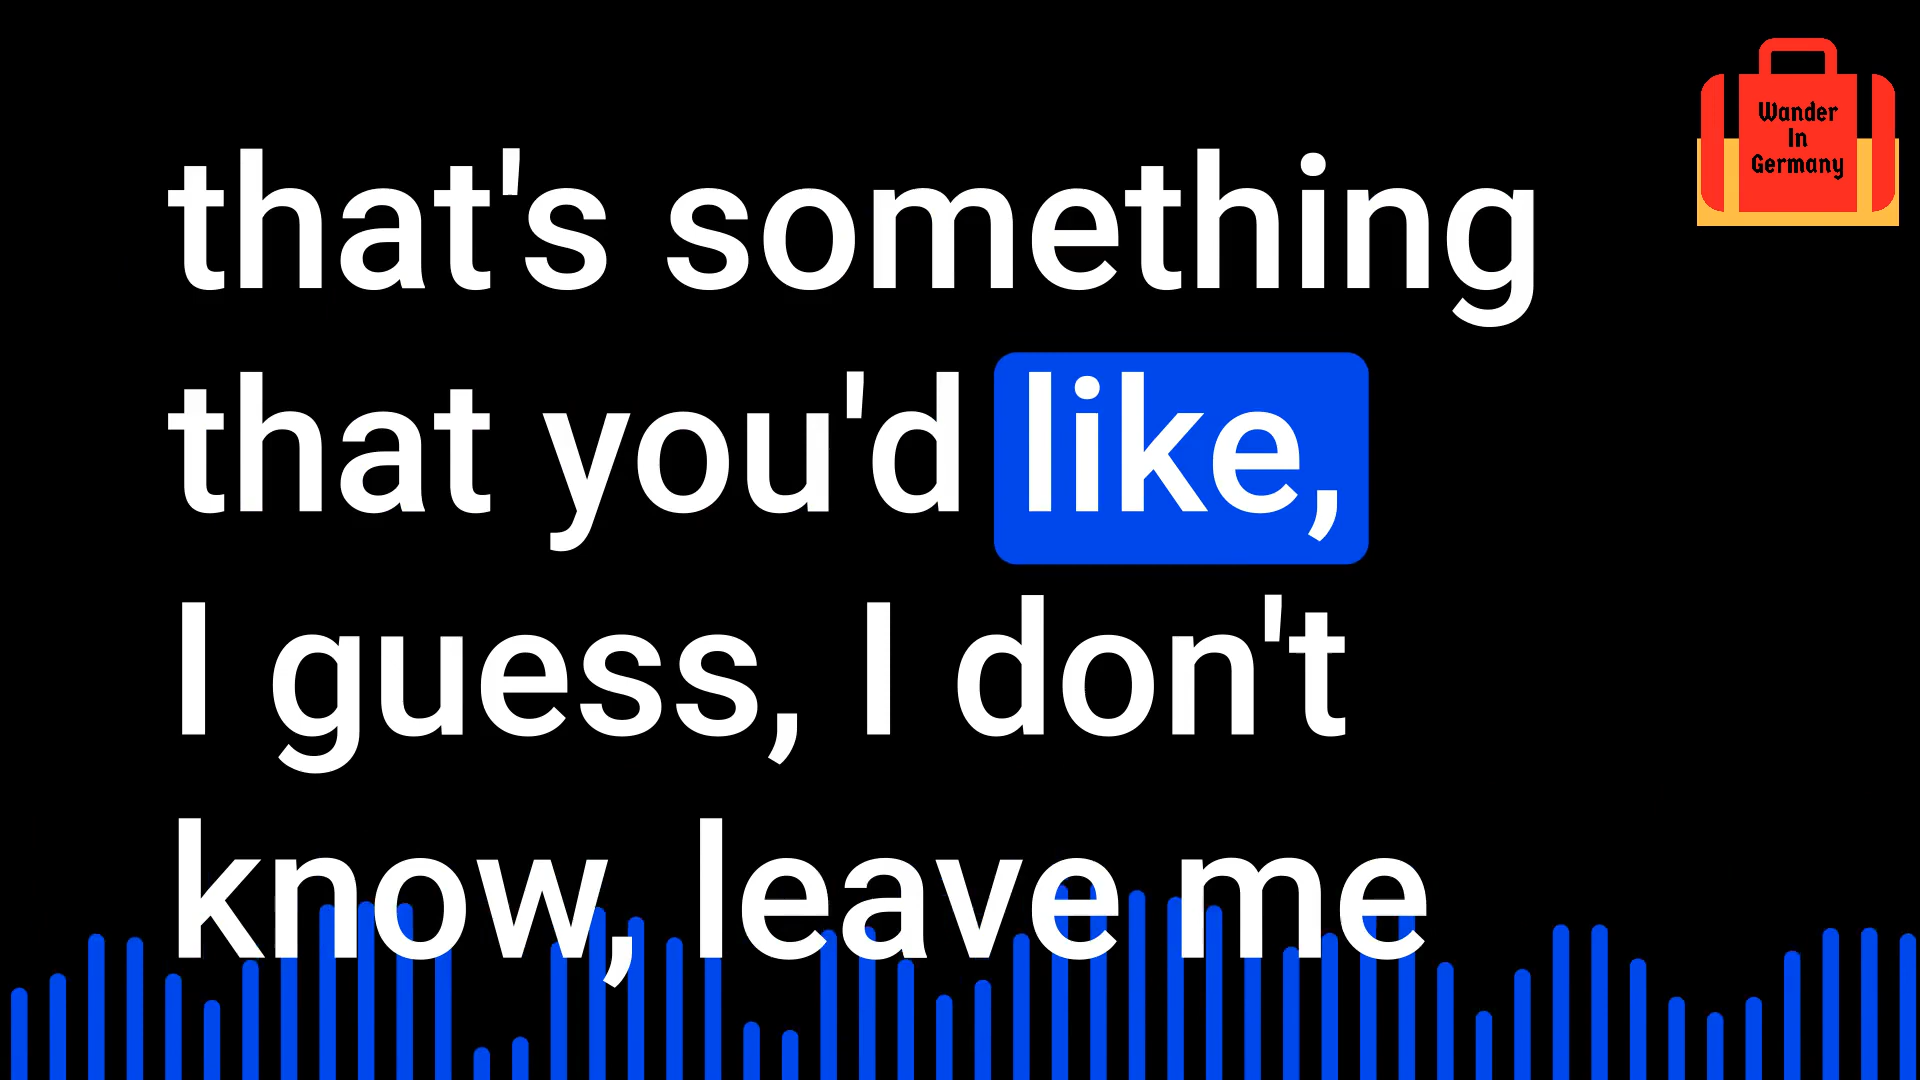 that's something
that you'd like,
I guess, I don't
know, leave me
Wander
In
Germany